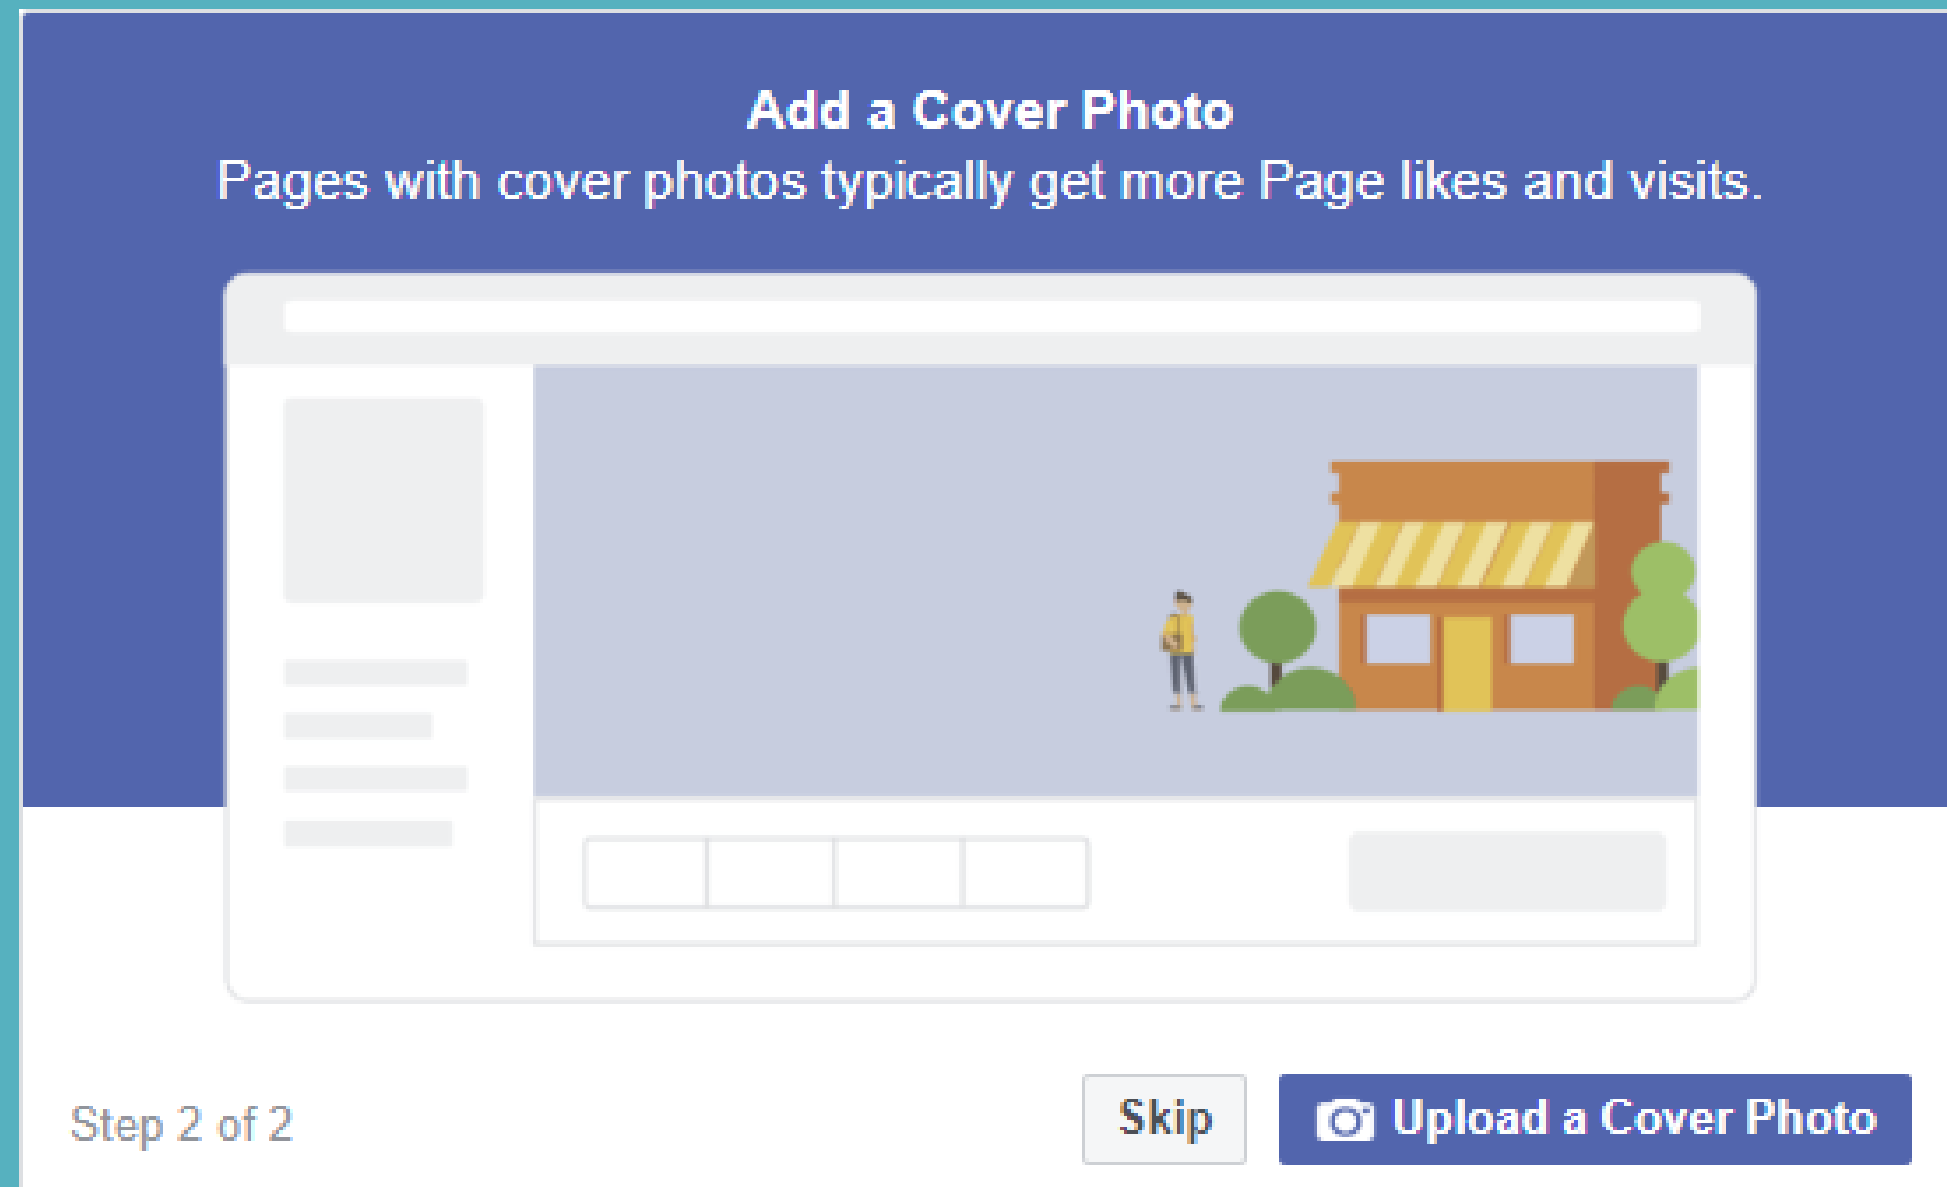 Add a Cover Photo
Pages with cover photos typically get more Page likes and visits.
Step 2 of 2
Skip
Upload a Cover Photo